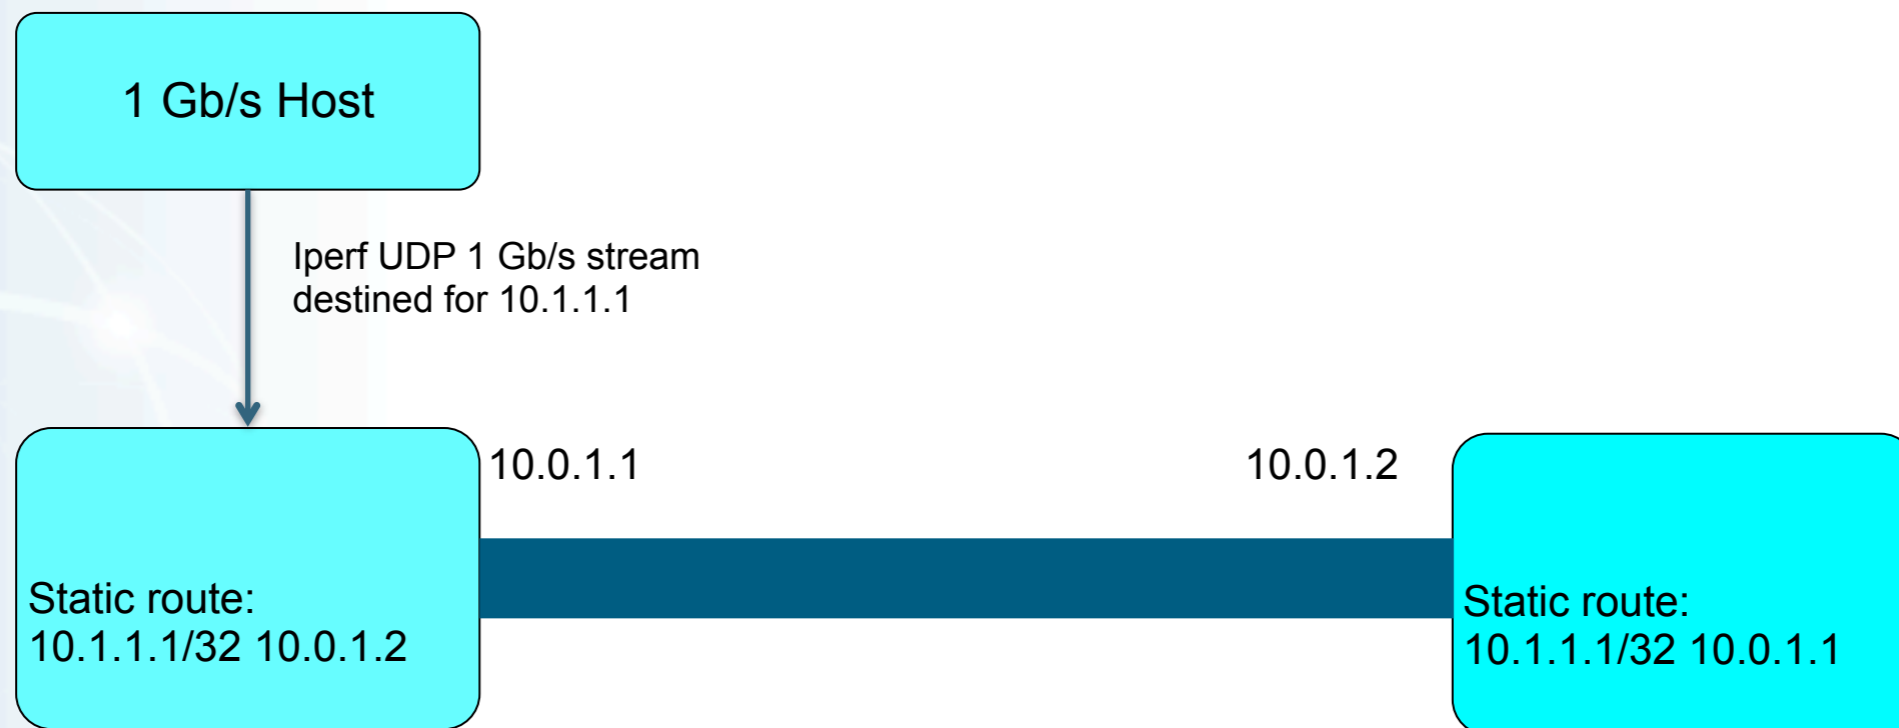 1 Gb/s Host
Iperf UDP 1 Gb/s stream
destined for 10.1.1.1
10.0.1.1
10.0.1.2
Static route:
10.1.1.1/32 10.0.1.2
Static route:
10.1.1.1/32 10.0.1.1